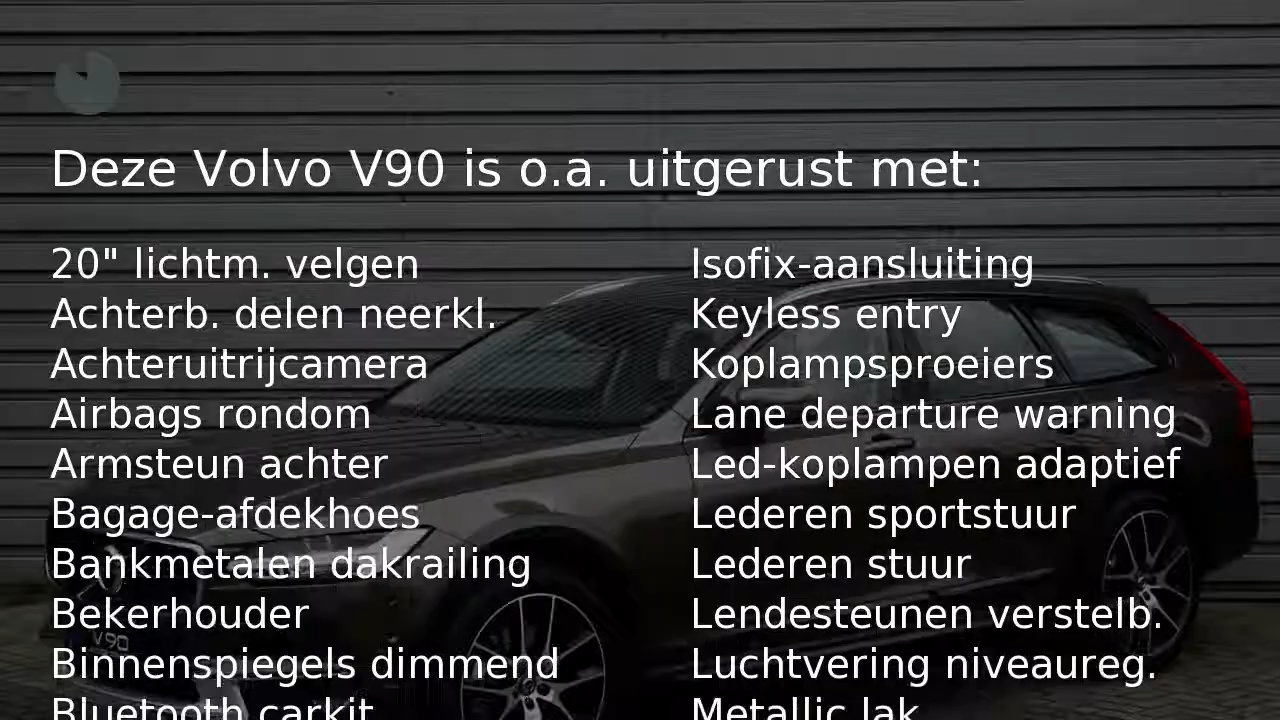 Deze Volvo V90 is o.a. uitgerust met:
20" lichtm. velgen
Achterb. delen neerkl.
Achteruitrijcamera
Airbags rondom
Armsteun achter
Bagage-afdekhoes
Bankmetalen dakrailing
Bekerhouder
Binnenspiegels dimmend
Bluetooth carkit
Isofix-aansluiting
Keyless entry
Koplampsproeiers
Lane departure warning
Led-koplampen adaptief
Lederen sportstuur
Lederen stuur
Lendesteunen verstelb.
Luchtvering niveaureg.
Metallic lak
V90